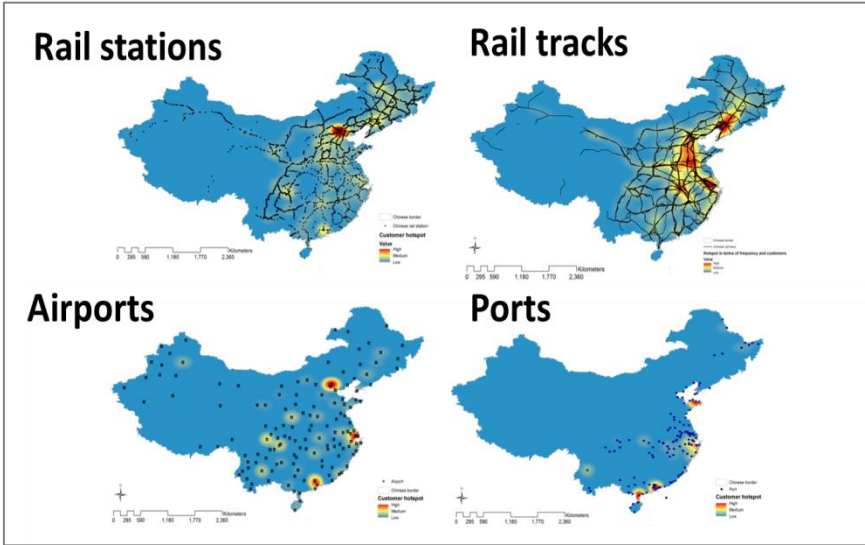 Rail stations
Rail tracks
Chinese border
Chinese rail station
Customer hotspot
Value
High
Medium
Low
Kilometers
0 295 590 1,180 1,770 2,360
Chinese border
Chinese rail track
Hotspot in terms of frequency and customers
Value
High
Medium
Low
Kilometers
0 295 590 1,180 1,770 2,360
Airports
Ports
Airport
Chinese border
Customer hotspot
High
Medium
Low
Kilometers
0 295 590 1,180 1,770 2,360
Chinese border
Port
Customer hotspot
High
Medium
Low
Kilometers
0 295 590 1,180 1,770 2,360